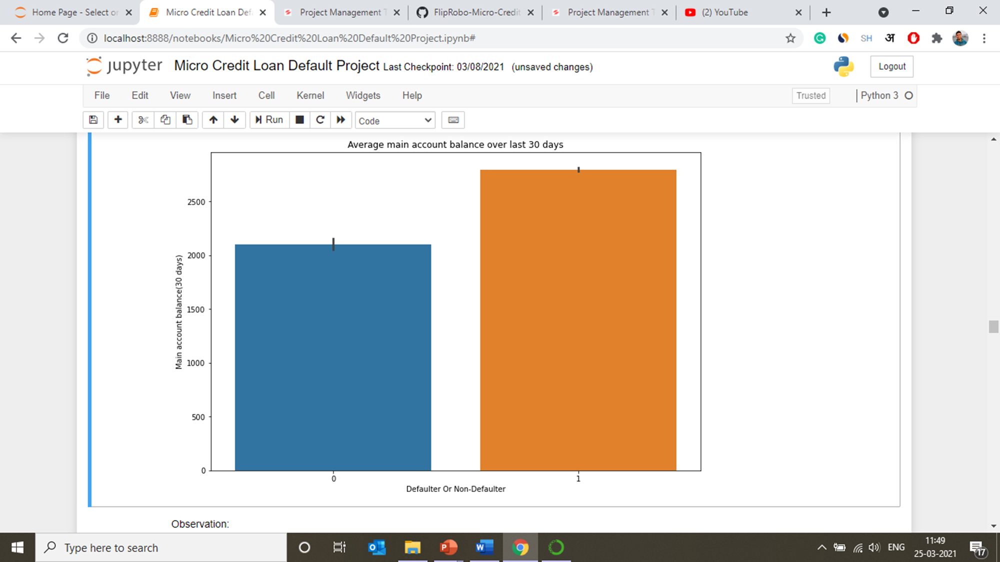 Home Page - Select or
Micro Credit Loan Def
Project Management T
FlipRobo-Micro-Credit
Project Management T
(2) YouTube
localhost:8888/notebooks/Micro%20Credit%20Loan%20Default%20Project.ipynb#
SH अ
jupyter Micro Credit Loan Default Project Last Checkpoint: 03/08/2021 (unsaved changes)
Logout
File Edit View Insert Cell Kernel Widgets Help
Trusted
Python 3
Run
Code
Average main account balance over last 30 days
2500
2000
1500
1000
500
0
Main account balance(30 days)
0 1
Defaulter Or Non-Defaulter
Observation:
Type here to search
ENG
11:49
25-03-2021
17